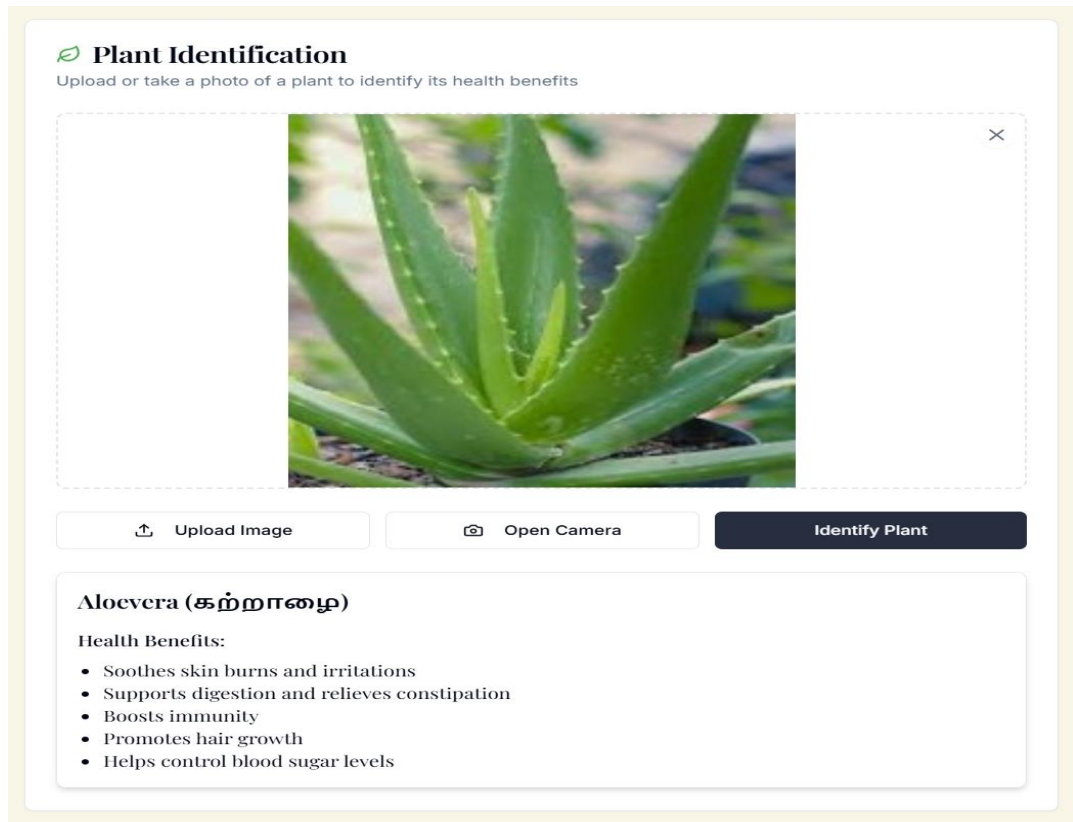 Plant Identification
Upload or take a photo of a plant to identify its health benefits
Upload Image
Open Camera
Identify Plant
Aloevera (கற்றாழை)
Health Benefits:
• Soothes skin burns and irritations
• Supports digestion and relieves constipation
• Boosts immunity
• Promotes hair growth
• Helps control blood sugar levels